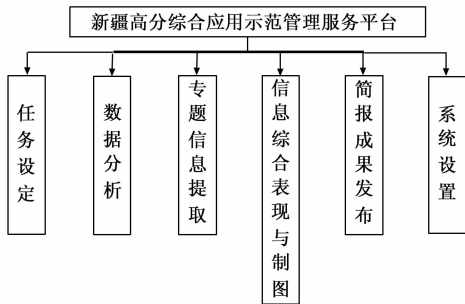 新疆高分综合应用示范管理服务平台
任务设定
数据分析
专题信息提取
信息综合表现与制图
简报成果发布
系统设置